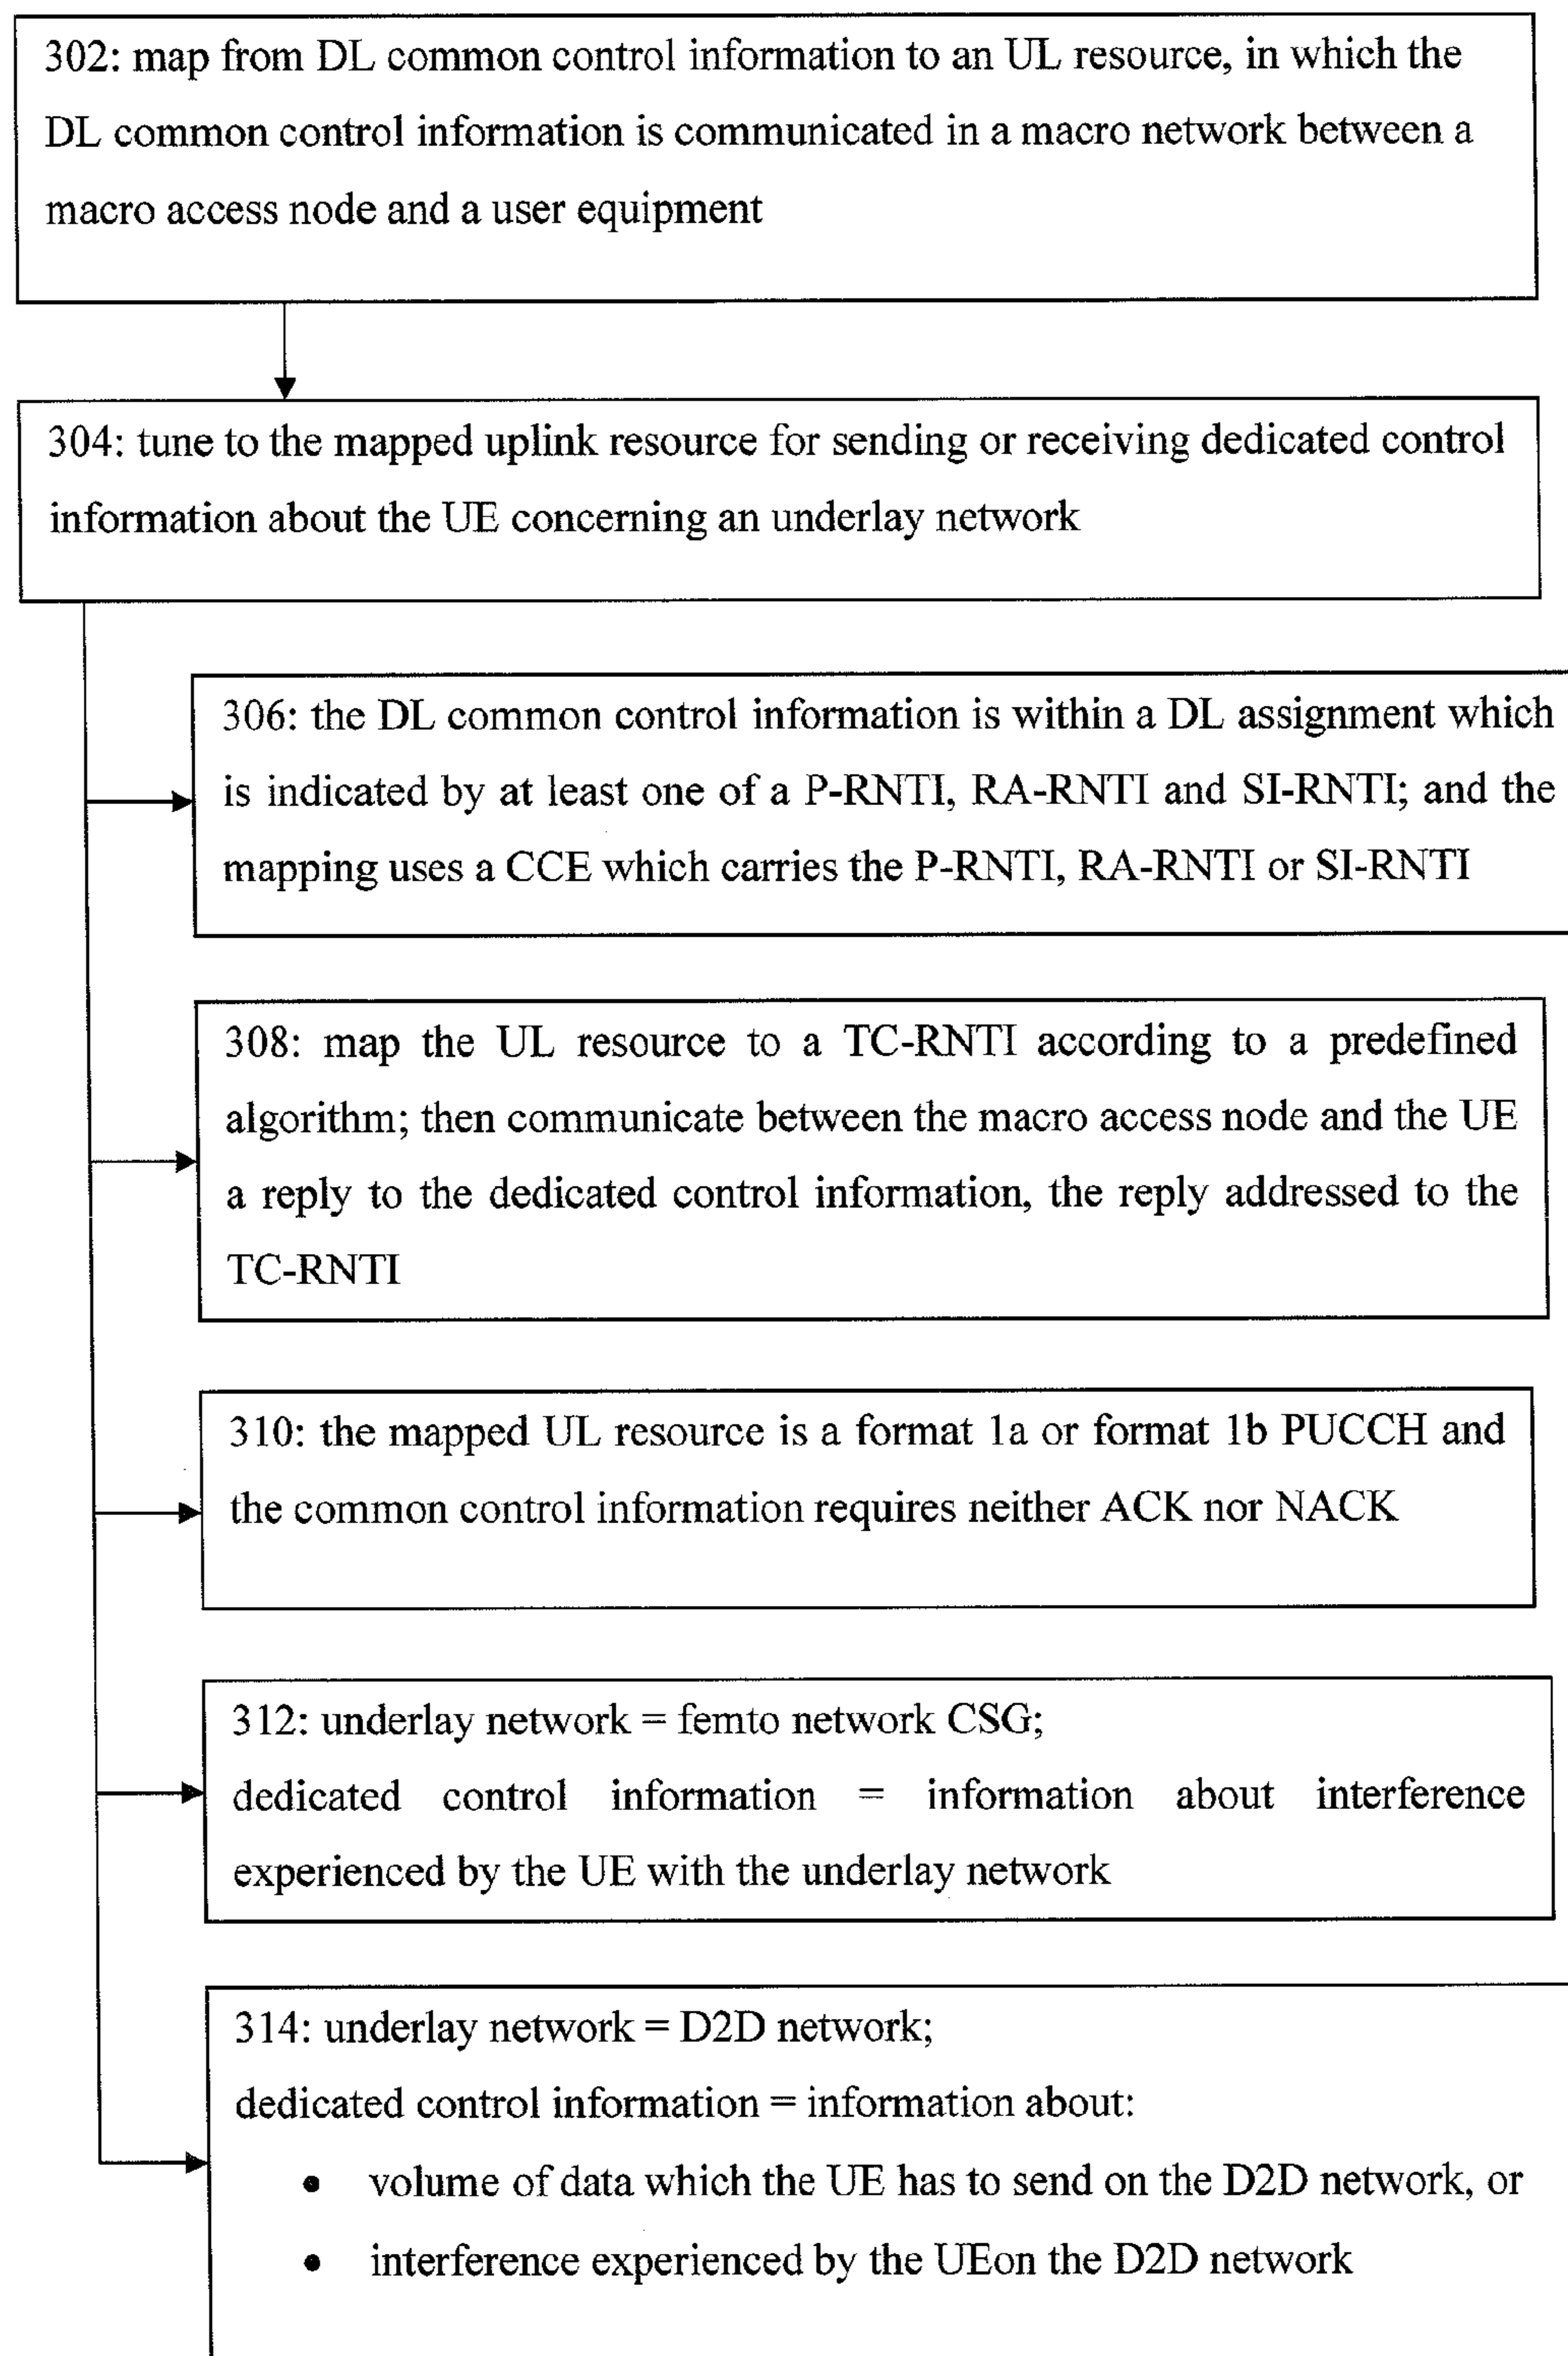 302: map from DL common control information to an UL resource, in which the
DL common control information is communicated in a macro network between a
macro access node and a user equipment
304: tune to the mapped uplink resource for sending or receiving dedicated control
information about the UE concerning an underlay network
306: the DL common control information is within a DL assignment which
is indicated by at least one of a P-RNTI, RA-RNTI and SI-RNTI; and the
mapping uses a CCE which carries the P-RNTI, RA-RNTI or SI-RNTI
308: map the UL resource to a TC-RNTI according to a predefined
algorithm; then communicate between the macro access node and the UE
a reply to the dedicated control information, the reply addressed to the
TC-RNTI
310: the mapped UL resource is a format 1a or format 1b PUCCH and
the common control information requires neither ACK nor NACK
312: underlay network = femto network CSG;
dedicated control information = information about interference
experienced by the UE with the underlay network
314: underlay network = D2D network;
dedicated control information = information about:
• volume of data which the UE has to send on the D2D network, or
• interference experienced by the UEon the D2D network